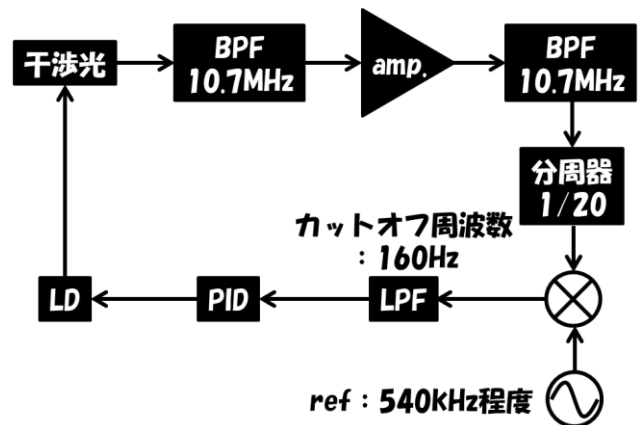 干渉光
BPF
10.7MHz
amp.
BPF
10.7MHz
分周器
1/20
カットオフ周波数
：160Hz
LD
PID
LPF
ref：540kHz程度